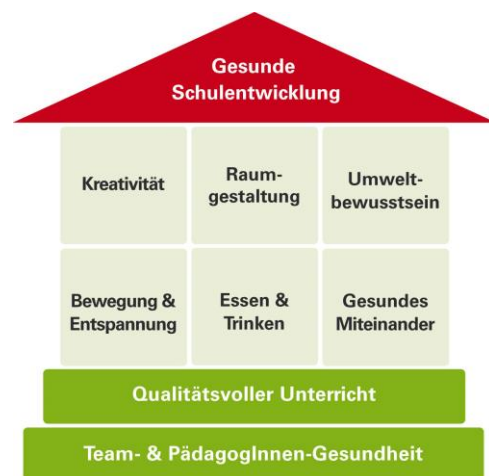 Gesunde
Schulentwicklung
Kreativität
Raum-
gestaltung
Umwelt-
bewusstsein
Bewegung &
Entspannung
Essen &
Trinken
Gesundes
Miteinander
Qualitätsvoller Unterricht
Team- & PädagogInnen-Gesundheit